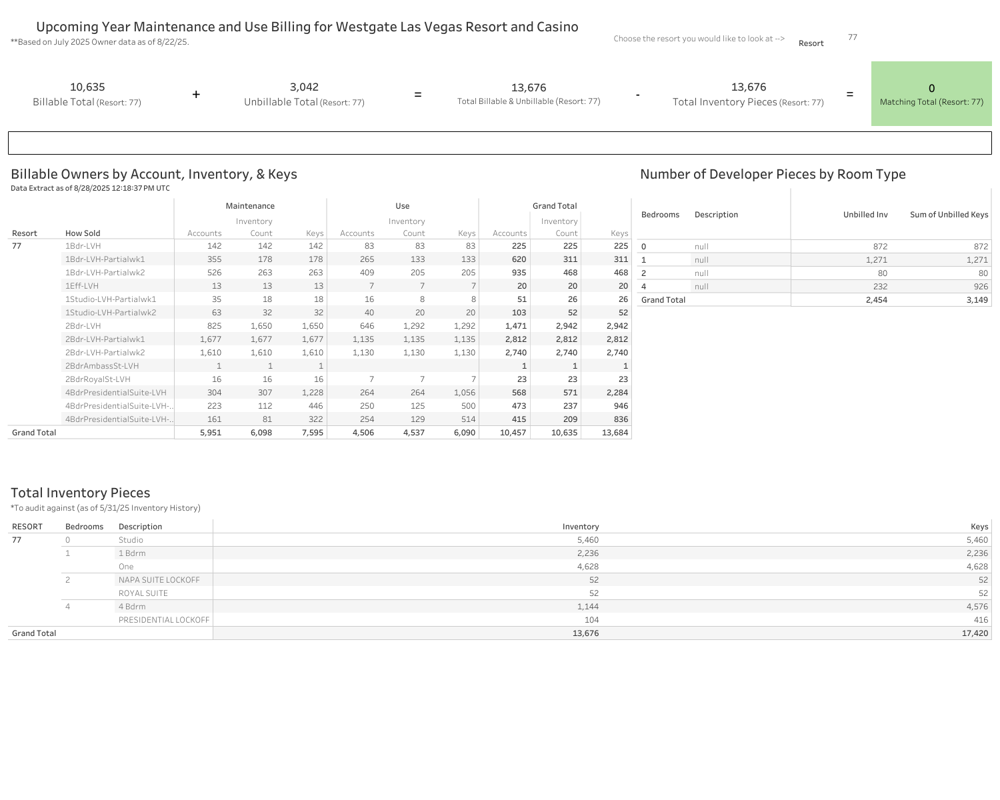 Upcoming Year Maintenance and Use Billing for Westgate Las Vegas Resort and Casino
**Based on July 2025 Owner data as of 8/22/25.
Choose the resort you would like to look at --> Resort 77
10,635 + 3,042 = 13,676 - 13,676 = 0
Billable Total (Resort: 77) Unbillable Total (Resort: 77) Total Billable & Unbillable (Resort: 77) Total Inventory Pieces (Resort: 77) Matching Total (Resort: 77)
Billable Owners by Account, Inventory, & Keys
Data Extract as of 8/28/2025 12:18:37 PM UTC
Maintenance Use Grand Total
Inventory Inventory Inventory
Resort How Sold Accounts Count Keys Accounts Count Keys Accounts Count Keys
77 1Bdr-LVH 142 142 142 83 83 83 225 225 225
1Bdr-LVH-Partialwk1 355 178 178 265 133 133 620 311 311
1Bdr-LVH-Partialwk2 526 263 263 409 205 205 935 468 468
1Eff-LVH 13 13 13 7 7 7 20 20 20
1Studio-LVH-Partialwk1 35 18 18 16 8 8 51 26 26
1Studio-LVH-Partialwk2 63 32 32 40 20 20 103 52 52
2Bdr-LVH 825 1,650 1,650 646 1,292 1,292 1,471 2,942 2,942
2Bdr-LVH-Partialwk1 1,677 1,677 1,677 1,135 1,135 1,135 2,812 2,812 2,812
2Bdr-LVH-Partialwk2 1,610 1,610 1,610 1,130 1,130 1,130 2,740 2,740 2,740
2BdrAmbassSt-LVH 1 1 1 1 1 1
2BdrRoyalSt-LVH 16 16 16 7 7 7 23 23 23
4BdrPresidentialSuite-LVH 304 307 1,228 264 264 1,056 568 571 2,284
4BdrPresidentialSuite-LVH-.. 223 112 446 250 125 500 473 237 946
4BdrPresidentialSuite-LVH-.. 161 81 322 254 129 514 415 209 836
Grand Total 5,951 6,098 7,595 4,506 4,537 6,090 10,457 10,635 13,684
Number of Developer Pieces by Room Type
Bedrooms Description Unbilled Inv Sum of Unbilled Keys
0 null 872 872
1 null 1,271 1,271
2 null 80 80
4 null 232 926
Grand Total 2,454 3,149
Total Inventory Pieces
*To audit against (as of 5/31/25 Inventory History)
RESORT Bedrooms Description Inventory Keys
77 0 Studio 5,460 5,460
1 1 Bdrm 2,236 2,236
One 4,628 4,628
2 NAPA SUITE LOCKOFF 52 52
ROYAL SUITE 52 52
4 4 Bdrm 1,144 4,576
PRESIDENTIAL LOCKOFF 104 416
Grand Total 13,676 17,420